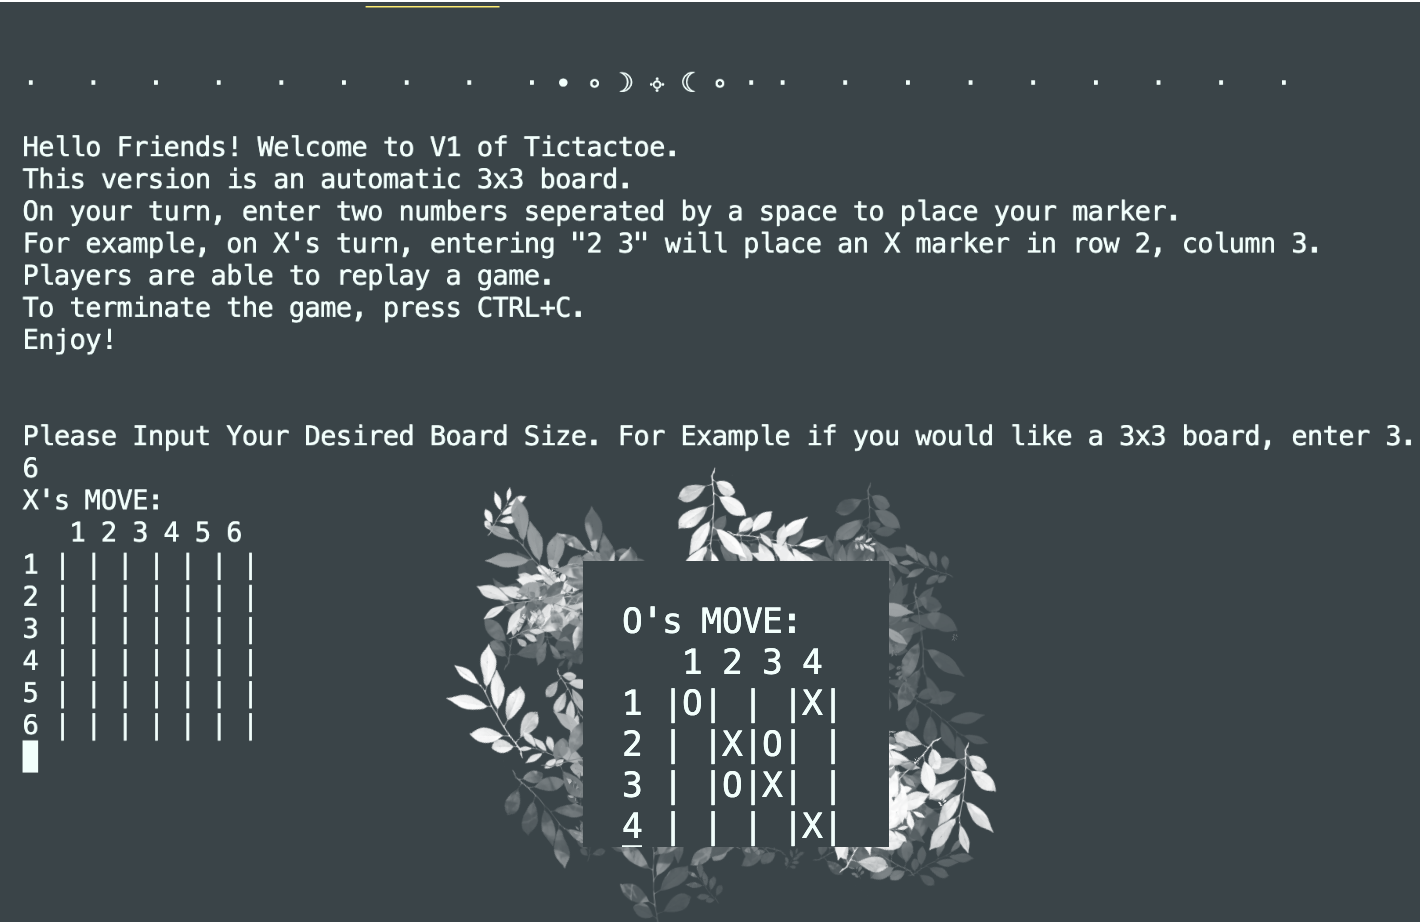 · · · · · · · · · • ∘ ☽ ༓ ☾ ∘ · · · · · · · · · ·
Hello Friends! Welcome to V1 of Tictactoe.
This version is an automatic 3x3 board.
On your turn, enter two numbers seperated by a space to place your marker.
For example, on X's turn, entering "2 3" will place an X marker in row 2, column 3.
Players are able to replay a game.
To terminate the game, press CTRL+C.
Enjoy!
Please Input Your Desired Board Size. For Example if you would like a 3x3 board, enter 3.
6
X's MOVE:
1 2 3 4 5 6
1 | | | | | | |
2 | | | | | | |
3 | | | | | | |
4 | | | | | | |
5 | | | | | | |
6 | | | | | | |
O's MOVE:
1 2 3 4
1 |O| | |X|
2 | |X|O| |
3 | |O|X| |
4 | | | |X|